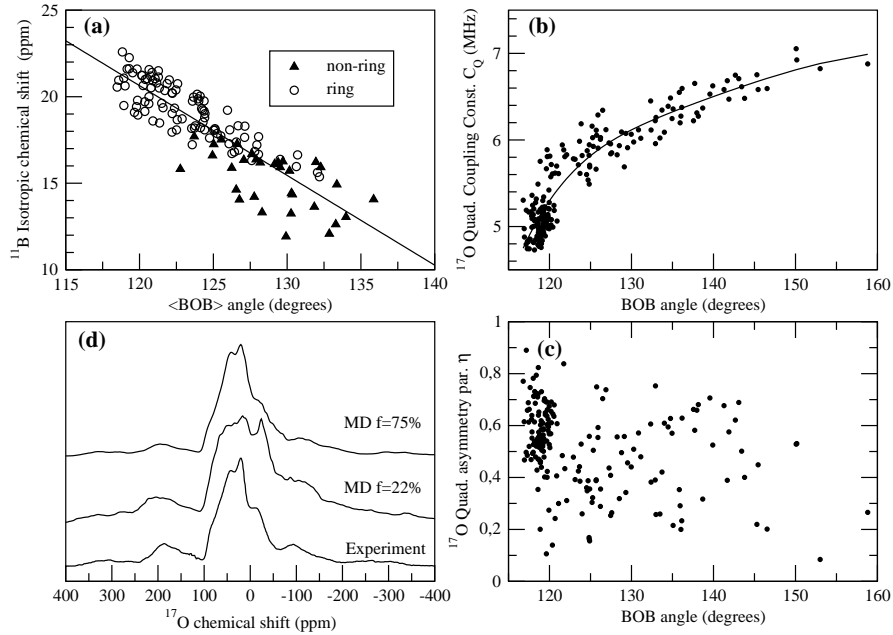 (a)
25
20
15
10
¹¹B Isotropic chemical shift (ppm)
non-ring
ring
115 120 125 130 135 140
<BOB> angle (degrees)
(b)
7
6
5
¹⁷O Quad. Coupling Const. C_Q (MHz)
120 130 140 150 160
BOB angle (degrees)
(d)
MD f=75%
MD f=22%
Experiment
400 300 200 100 0 -100 -200 -300 -400
¹⁷O chemical shift (ppm)
(c)
1
0,8
0,6
0,4
0,2
0
¹⁷O Quad. asymmetry par. η
120 130 140 150 160
BOB angle (degrees)